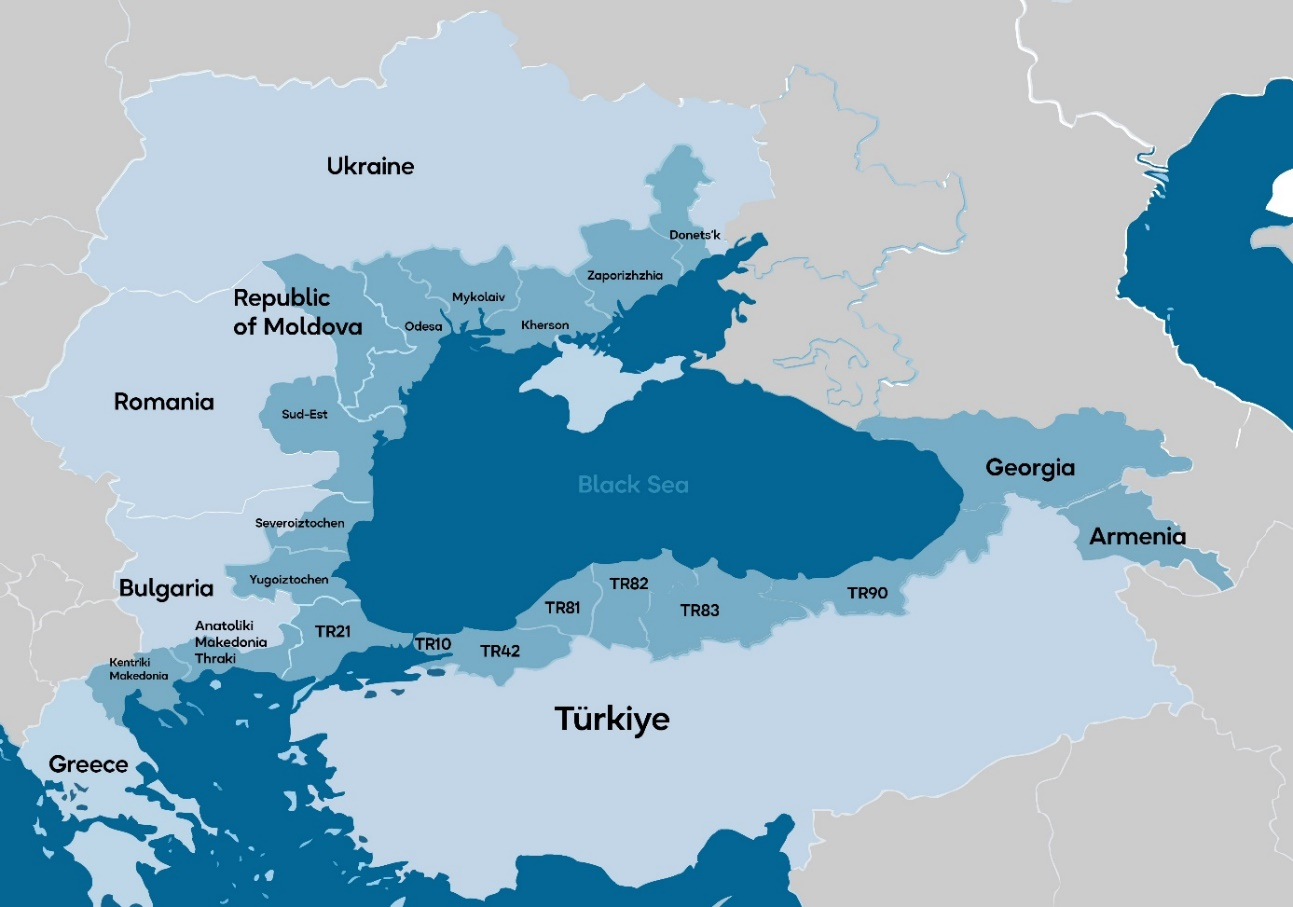 Ukraine
Donets'k
Zaporizhzhia
Republic
of Moldova
Mykolaiv
Odesa
Kherson
Romania
Sud-Est
Georgia
Black Sea
Severoiztochen
Armenia
Bulgaria
Yugoiztochen
TR82
TR90
TR81
TR83
Anatoliki
Makedonia
Thraki
TR21
TR10
TR42
Kentriki
Makedonia
Türkiye
Greece